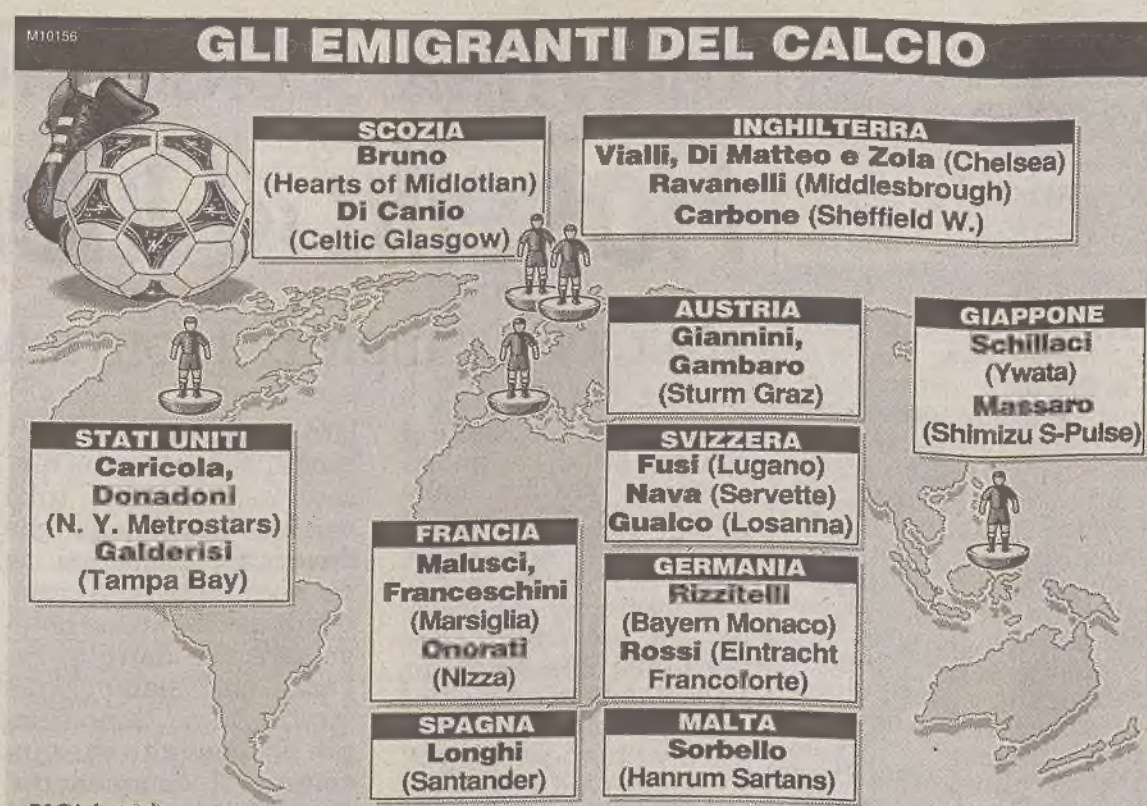 M10156
GLI EMIGRANTI DEL CALCIO
SCOZIA
Bruno
(Hearts of Midlotian)
Di Canio
(Celtic Glasgow)
INGHILTERRA
Vialli, Di Matteo e Zola (Chelsea)
Ravanelli (Middlesbrough)
Carbone (Sheffield W.)
AUSTRIA
Giannini,
Gambaro
(Sturm Graz)
GIAPPONE
Schillaci
(Ywata)
Massaro
(Shimizu S-Pulse)
STATI UNITI
Caricola,
Donadoni
(N. Y. Metrostars)
Galderisi
(Tampa Bay)
SVIZZERA
Fusi (Lugano)
Nava (Servette)
Gualco (Losanna)
FRANCIA
Malusci,
Franceschini
(Marsiglia)
Onorati
(NIzza)
GERMANIA
Rizzitelli
(Bayern Monaco)
Rossi (Eintracht
Francoforte)
SPAGNA
Longhi
(Santander)
MALTA
Sorbello
(Hanrum Sartans)